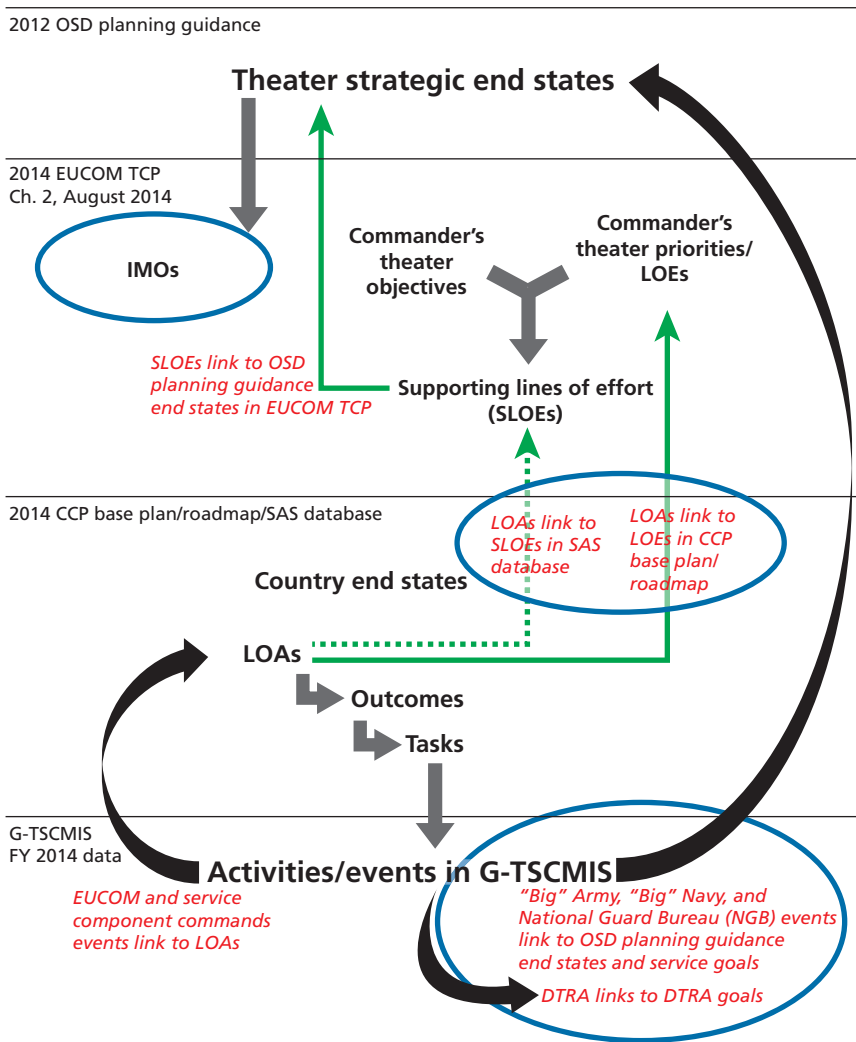 2012 OSD planning guidance
Theater strategic end states
2014 EUCOM TCP
Ch. 2, August 2014
IMOs
Commander's
theater
objectives
Commander's
theater priorities/
LOEs
SLOEs link to OSD
planning guidance
end states in EUCOM TCP
Supporting lines of effort
(SLOEs)
2014 CCP base plan/roadmap/SAS database
LOAs link to
SLOEs in SAS
database
LOAs link to
LOEs in CCP
base plan/
roadmap
Country end states
LOAs
Outcomes
Tasks
G-TSCMIS
FY 2014 data
Activities/events in G-TSCMIS
EUCOM and service
component commands
events link to LOAs
“Big” Army, “Big” Navy, and
National Guard Bureau (NGB) events
link to OSD planning guidance
end states and service goals
DTRA links to DTRA goals